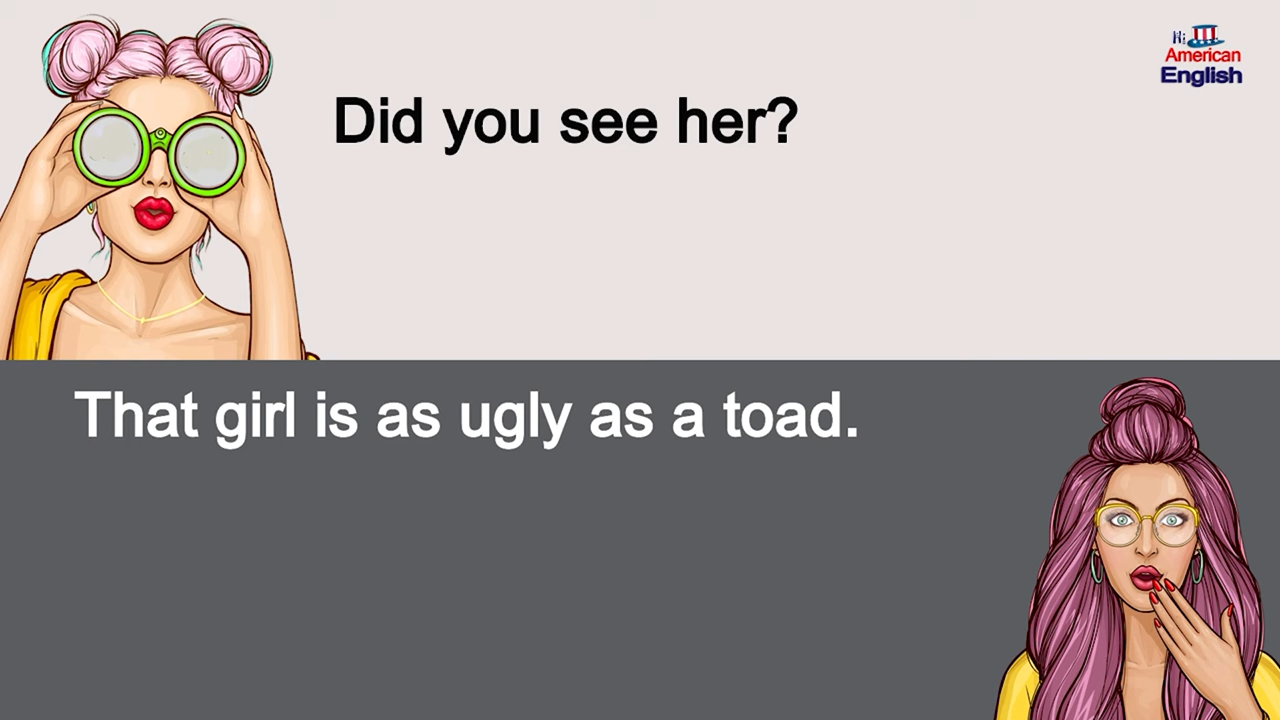 Hi
American
English
Did you see her?
That girl is as ugly as a toad.